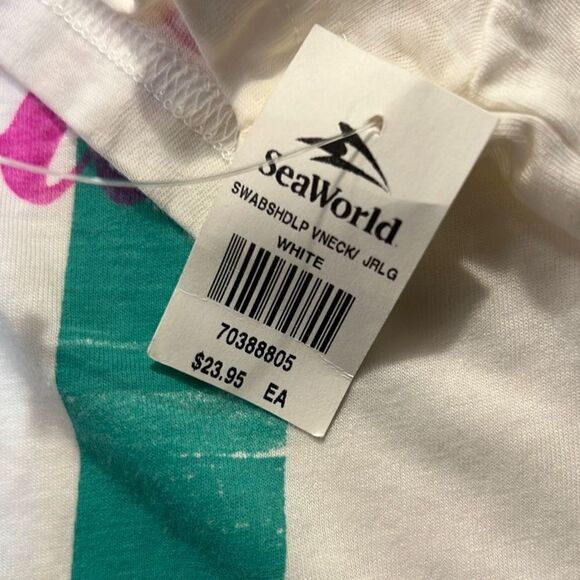 SeaWorld
SWABSHDLP VNECK/ JRLG
WHITE
70388805
$23.95 EA